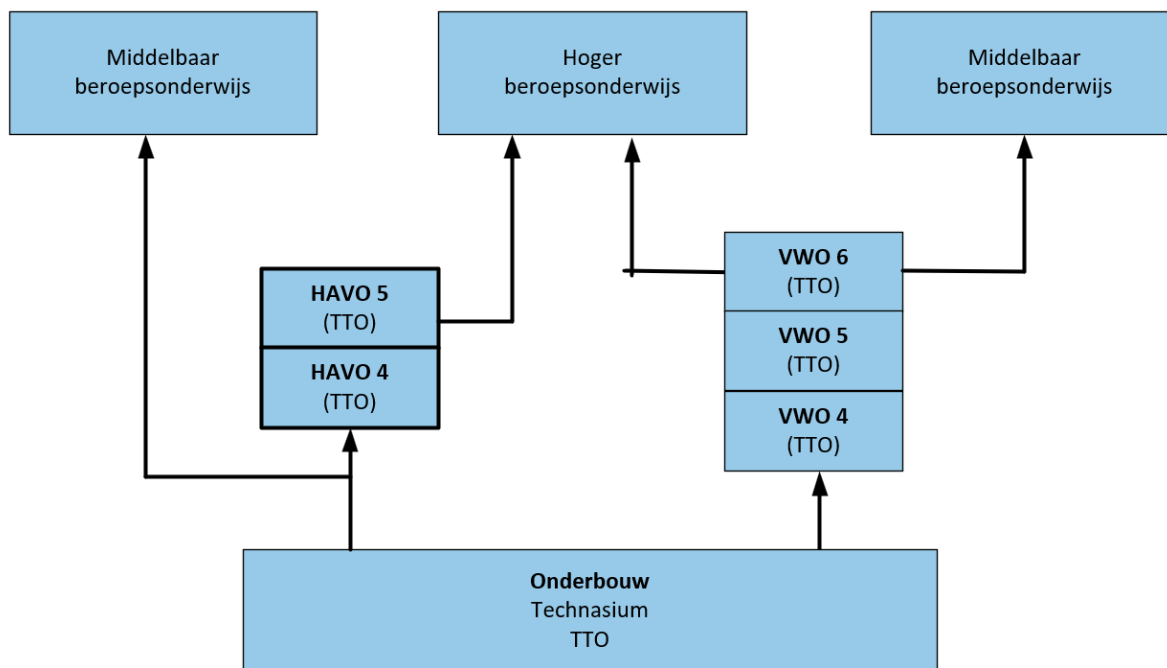 Middelbaar
beroepsonderwijs
Hoger
beroepsonderwijs
Middelbaar
beroepsonderwijs
HAVO 5
(TTO)
HAVO 4
(TTO)
VWO 6
(TTO)
VWO 5
(TTO)
VWO 4
(TTO)
Onderbouw
Technasium
TTO